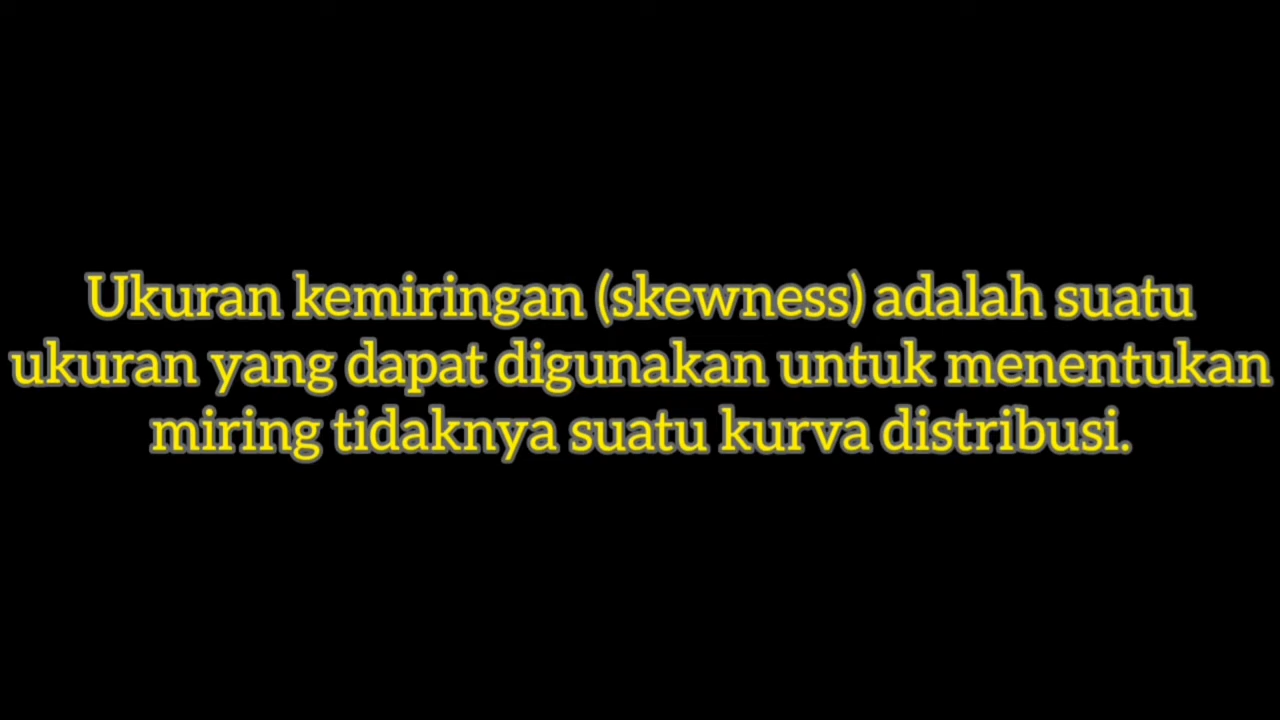 Ukuran kemiringan (skewness) adalah suatu
ukuran yang dapat digunakan untuk menentukan
miring tidaknya suatu kurva distribusi.